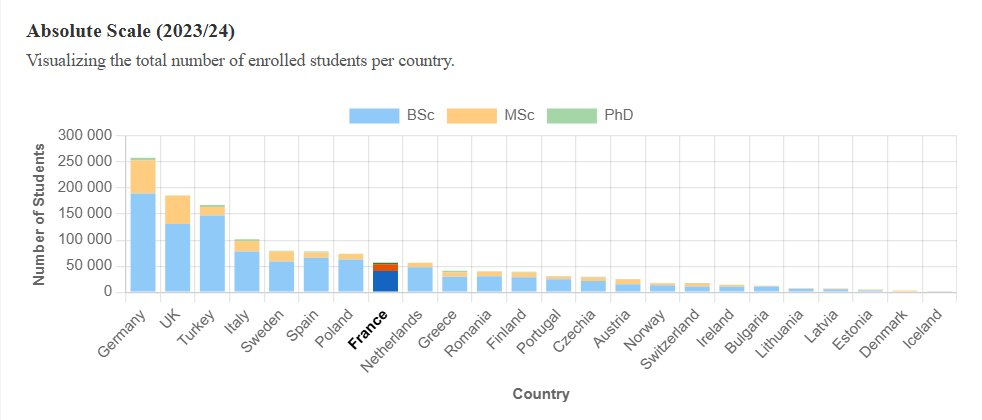 Absolute Scale (2023/24)
Visualizing the total number of enrolled students per country.
BSc MSc PhD
Number of Students
300 000
250 000
200 000
150 000
100 000
50 000
0
Germany
UK
Turkey
Italy
Sweden
Spain
Poland
France
Netherlands
Greece
Romania
Finland
Portugal
Czechia
Austria
Norway
Switzerland
Ireland
Bulgaria
Lithuania
Latvia
Estonia
Denmark
Iceland
Country